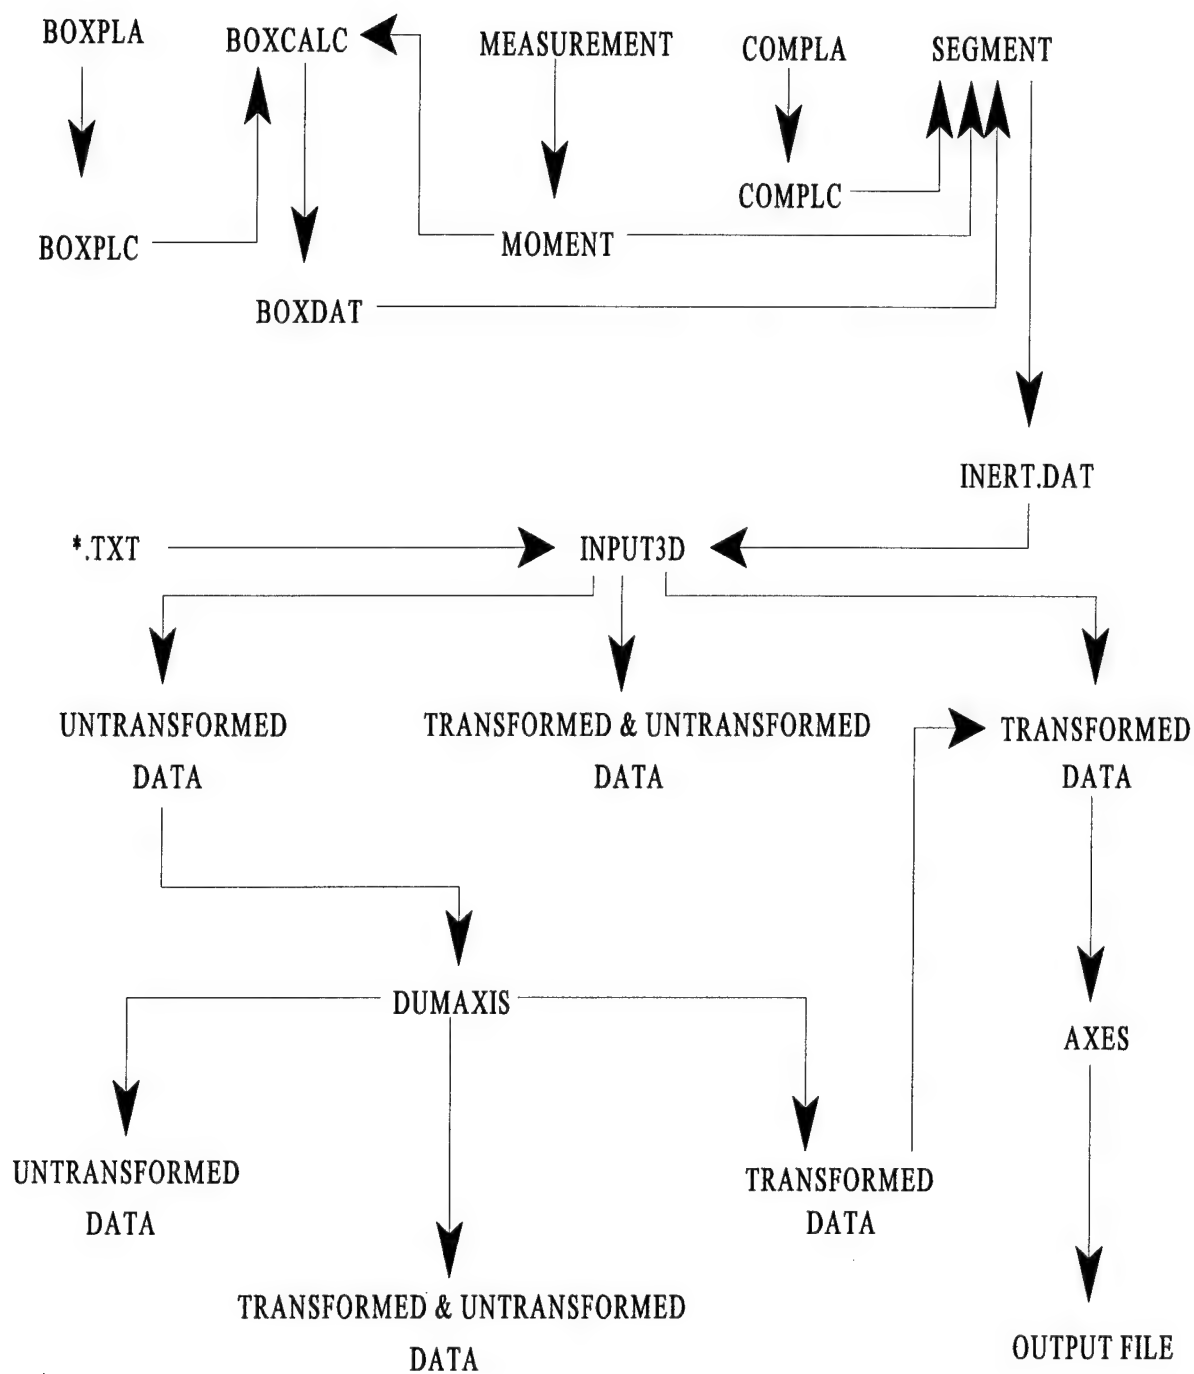 BOXPLA
BOXCALC
MEASUREMENT
COMPLA
SEGMENT
COMPLC
BOXPLC
MOMENT
BOXDAT
INERT.DAT
*.TXT
INPUT3D
UNTRANSFORMED
DATA
TRANSFORMED & UNTRANSFORMED
DATA
TRANSFORMED
DATA
DUMAXIS
AXES
UNTRANSFORMED
DATA
TRANSFORMED
DATA
TRANSFORMED & UNTRANSFORMED
DATA
OUTPUT FILE